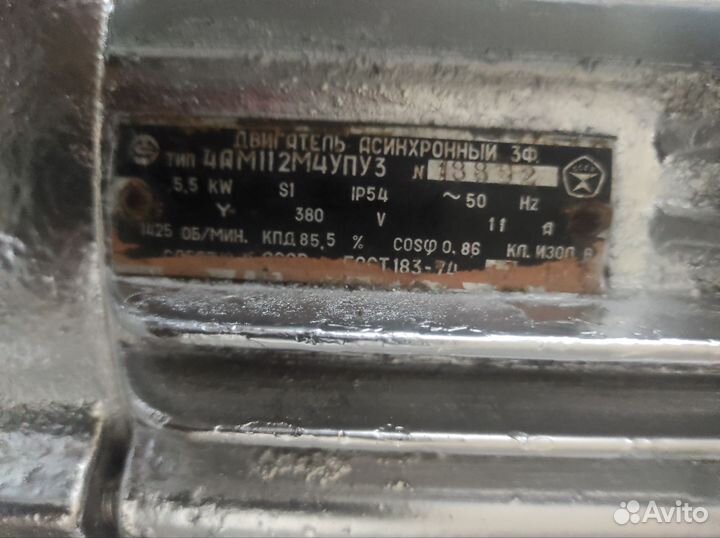 ДВИГАТЕЛЬ АСИНХРОННЫЙ 3Ф.
ТИП 4АМ112М4УПУ3 N
5,5 KW S1 IP54 ~50 Hz
Y 380 V 11 A
1425 ОБ/МИН. КПД 85,5 % COSφ 0,86 КЛ. ИЗОЛ. В
ГОСТ 183-74
Avito